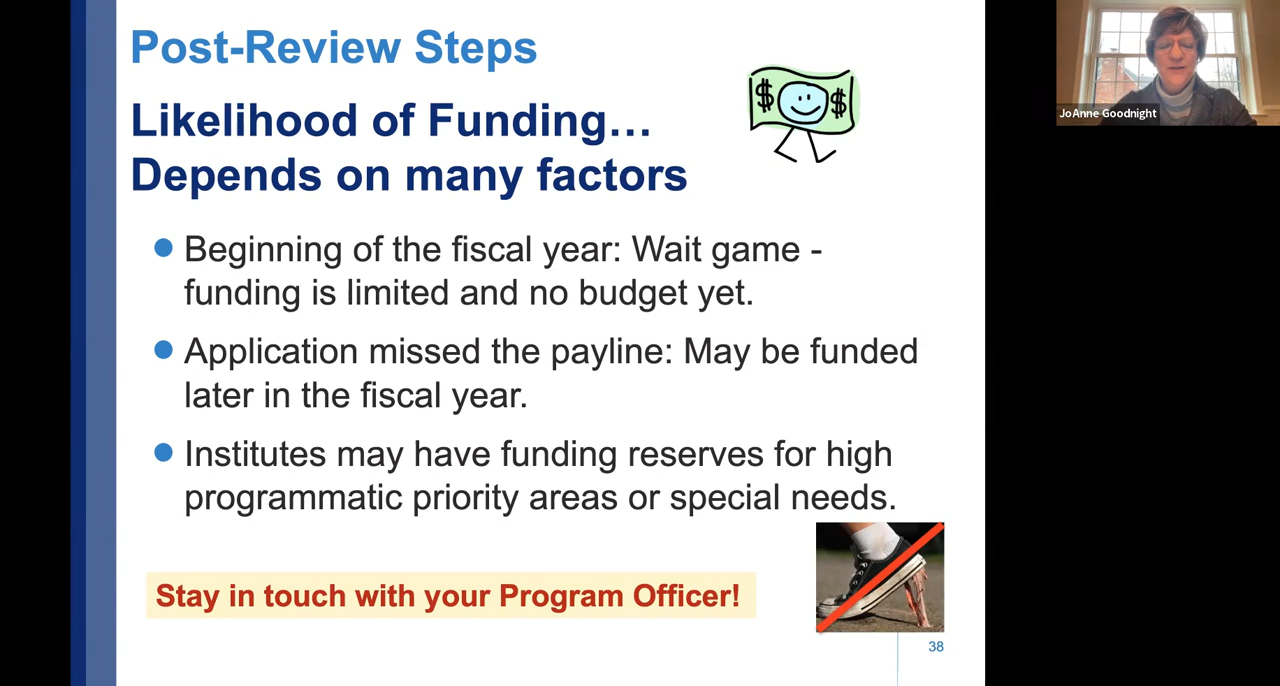 Post-Review Steps
Likelihood of Funding…
Depends on many factors
$ $
Beginning of the fiscal year: Wait game -
funding is limited and no budget yet.
Application missed the payline: May be funded
later in the fiscal year.
Institutes may have funding reserves for high
programmatic priority areas or special needs.
Stay in touch with your Program Officer!
38
JoAnne Goodnight